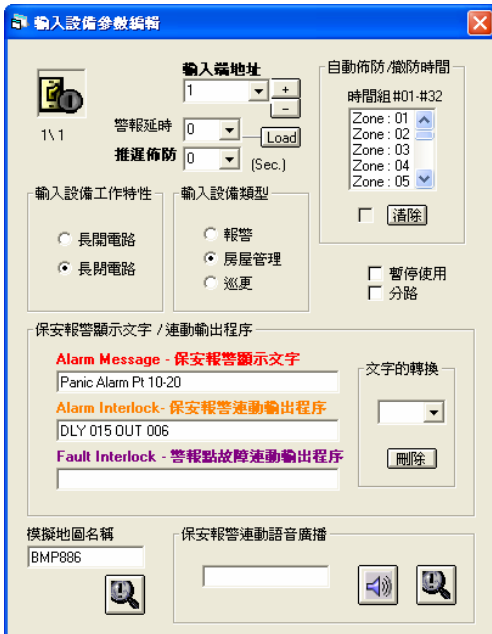 輸入設備參數編輯
輸入端地址
1
+
-
1\ 1
警報延時 0
Load
推遲佈防 0
(Sec.)
自動佈防/撤防時間
時間組#01-#32
Zone : 01
Zone : 02
Zone : 03
Zone : 04
Zone : 05
清除
輸入設備工作特性
長開電路
長閉電路
輸入設備類型
報警
房屋管理
巡更
暫停使用
分路
保安報警顯示文字 / 連動輸出程序
Alarm Message - 保安報警顯示文字
Panic Alarm Pt 10-20
Alarm Interlock- 保安報警連動輸出程序
DLY 015 OUT 006
Fault Interlock - 警報點故障連動輸出程序
文字的轉換
刪除
模擬地圖名稱
BMP886
保安報警連動語音廣播